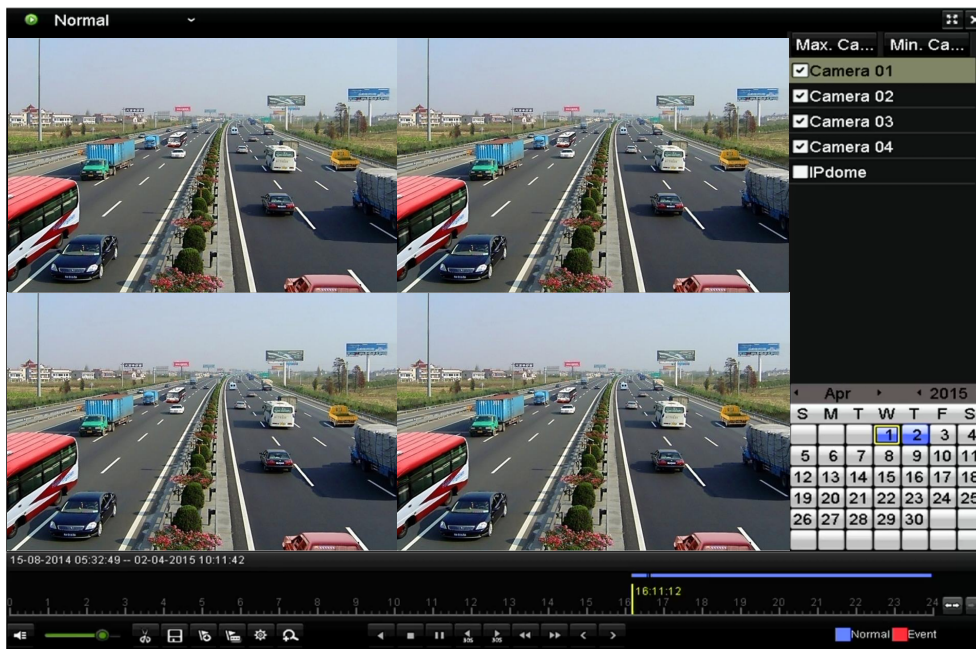 Normal
Max. Ca... Min. Ca...
Camera 01
Camera 02
Camera 03
Camera 04
IPdome
Apr 2015
S M T W T F S
1 2 3 4
5 6 7 8 9 10 11
12 13 14 15 16 17 18
19 20 21 22 23 24 25
26 27 28 29 30
15-08-2014 05:32:49 -- 02-04-2015 10:11:42
16:11:12
0 1 2 3 4 5 6 7 8 9 10 11 12 13 14 15 16 17 18 19 20 21 22 23 24
30S 30S
Normal Event